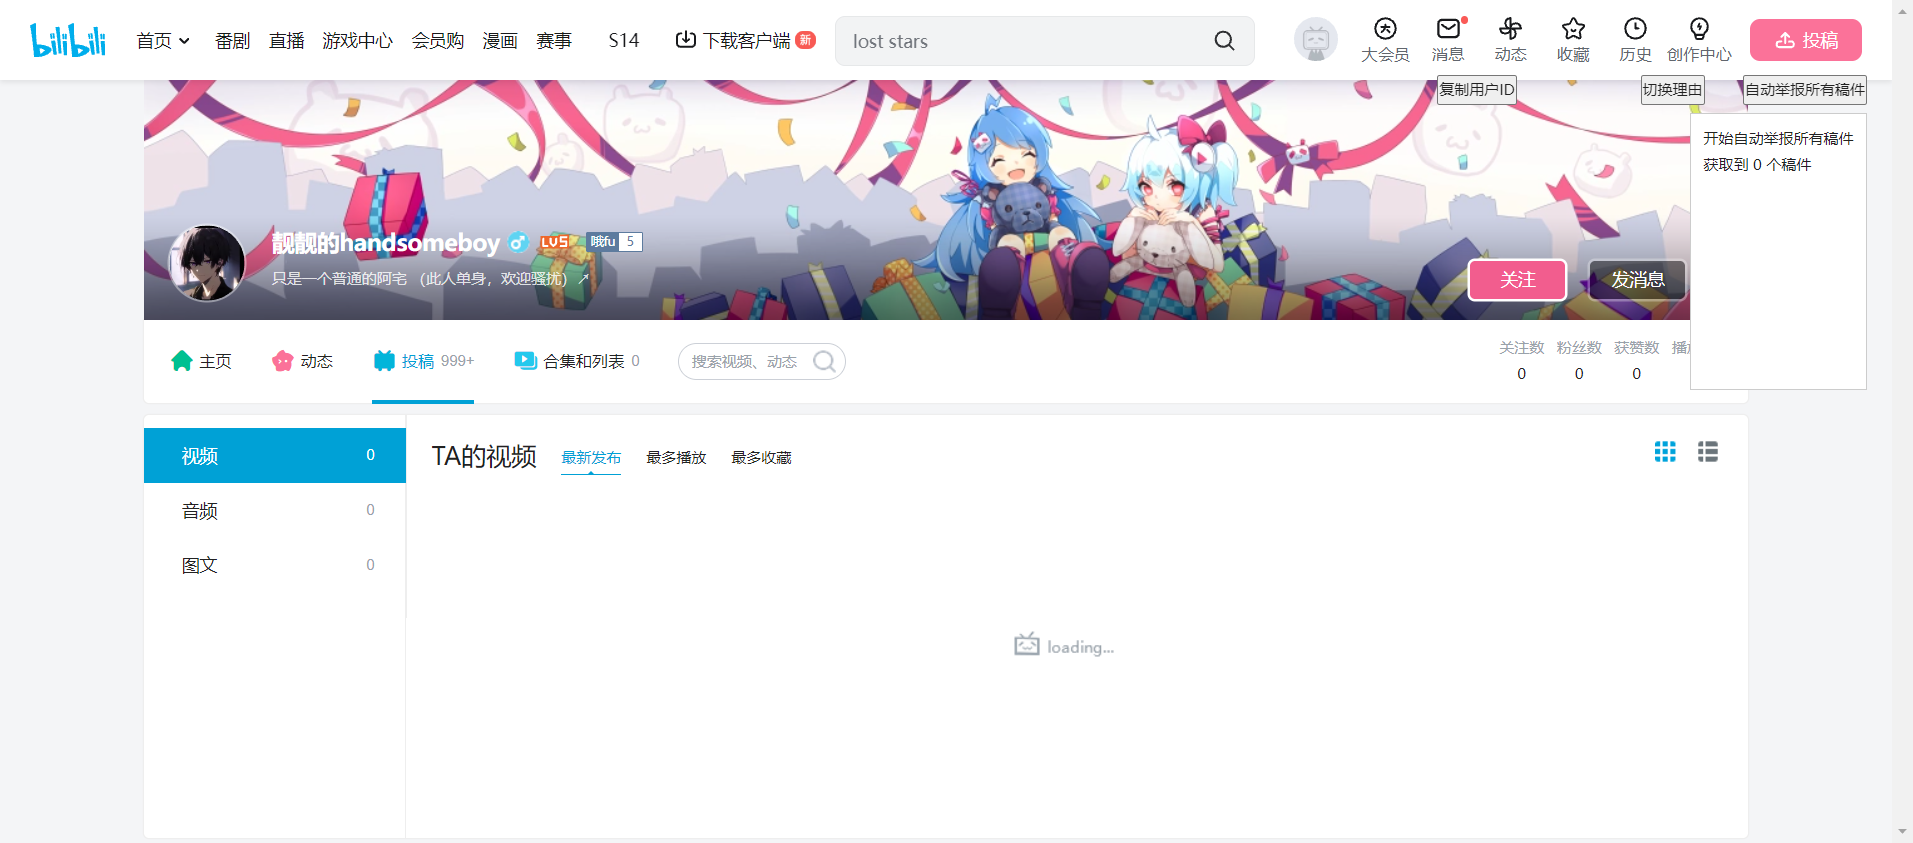 bilibili
首页 番剧 直播 游戏中心 会员购 漫画 赛事 S14 下载客户端 新
lost stars
大会员 消息 动态 收藏 历史 创作中心 投稿
复制用户ID 切换理由 自动举报所有稿件
开始自动举报所有稿件
获取到 0 个稿件
靓靓的handsomeboy LV5 哦fu 5
只是一个普通的阿宅 （此人单身，欢迎骚扰）
关注 发消息
主页 动态 投稿 999+ 合集和列表 0 搜索视频、动态
关注数 粉丝数 获赞数
0 0 0
视频 0
音频 0
图文 0
TA的视频 最新发布 最多播放 最多收藏
loading...